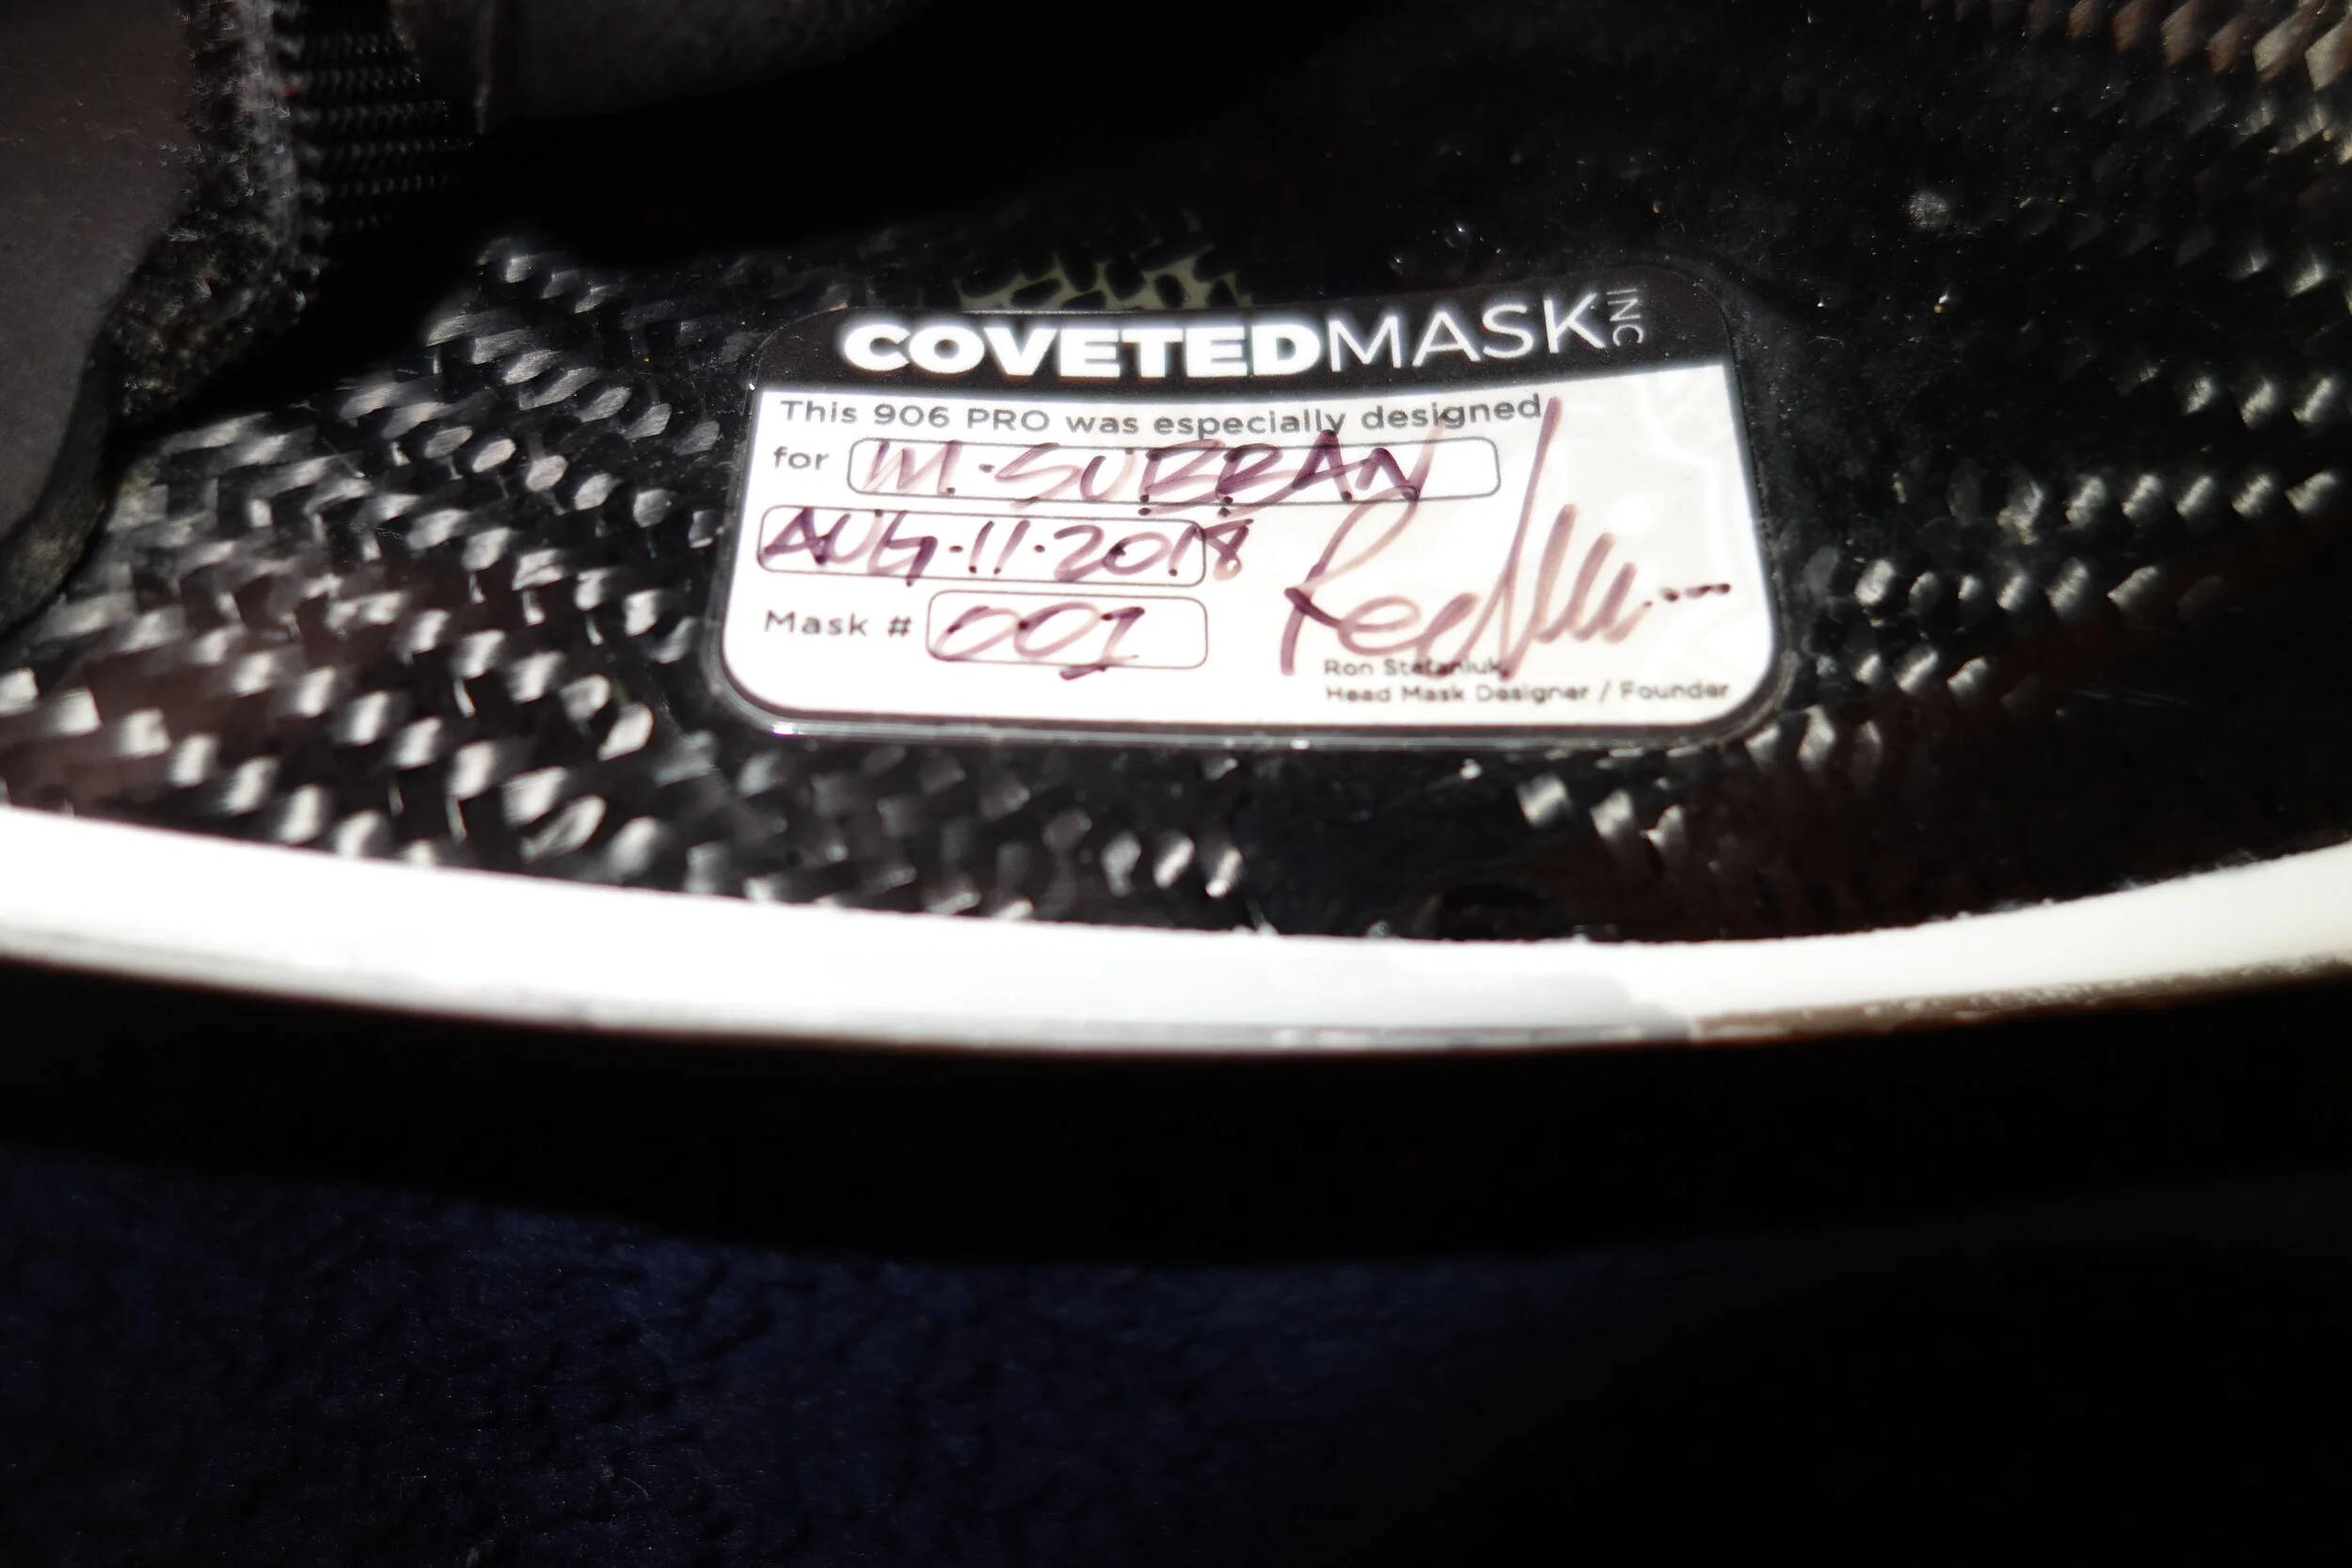 COVETEDMASK INC
This 906 PRO was especially designed
for M.SUBBAN
AUG.11.2018
Mask # 001
Ron Stefaniuk
Head Mask Designer / Founder